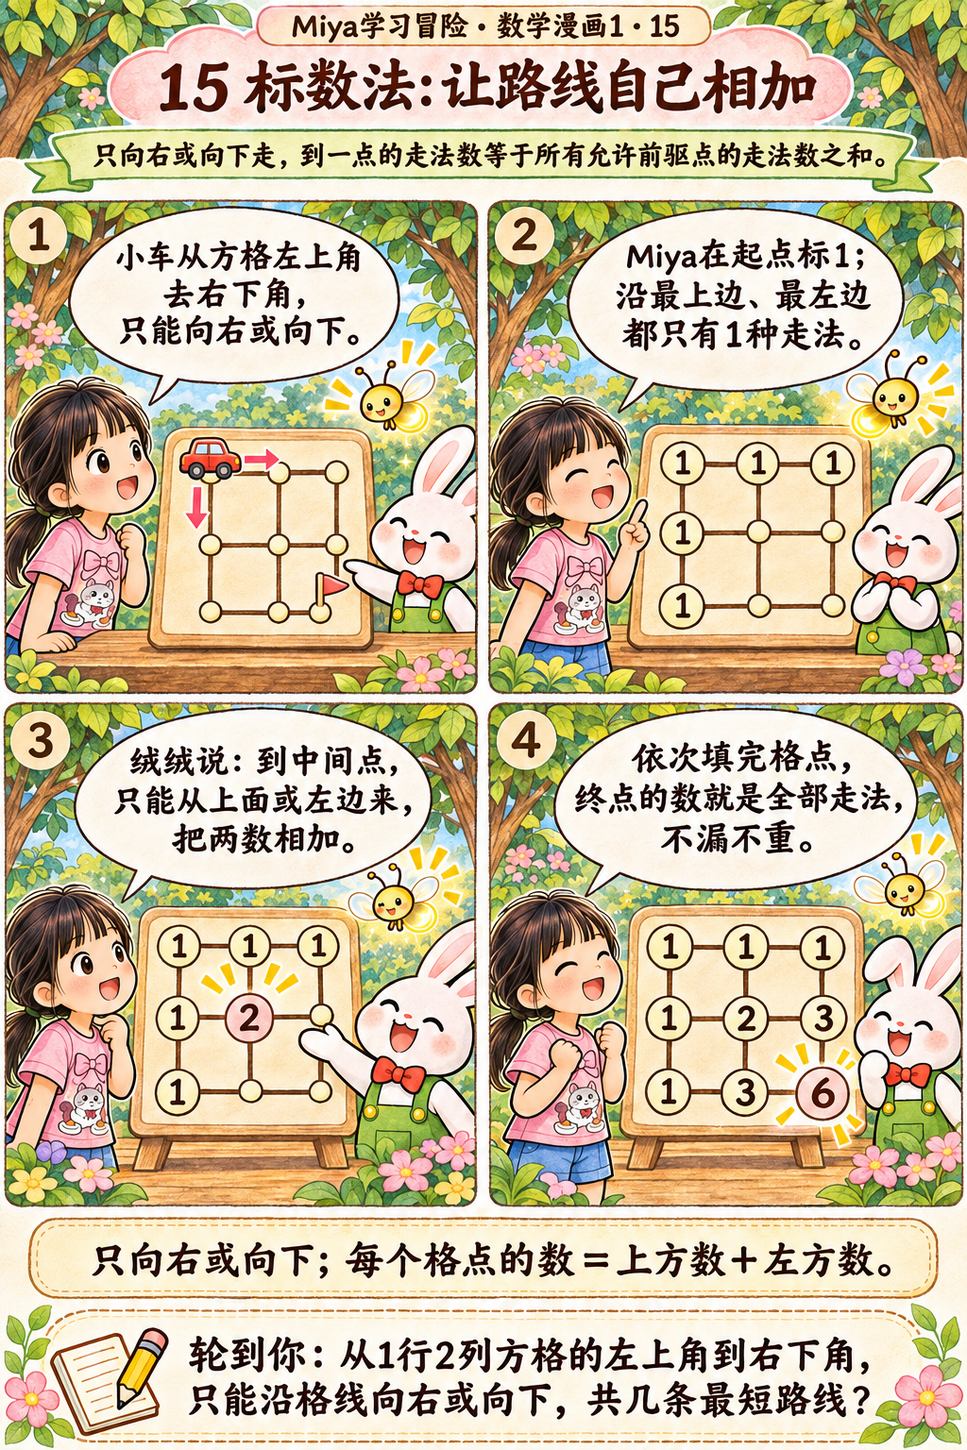 Miya学习冒险·数学漫画1·15
15 标数法:让路线自己相加
只向右或向下走，到一点的走法数等于所有允许前驱点的走法数之和。
1
小车从方格左上角
去右下角，
只能向右或向下。
2
Miya在起点标1；
沿最上边、最左边
都只有1种走法。
1 1 1
1
1
3
绒绒说：到中间点，
只能从上面或左边来，
把两数相加。
1 1 1
1 2
1
4
依次填完格点，
终点的数就是全部走法，
不漏不重。
1 1 1
1 2 3
1 3 6
只向右或向下；每个格点的数＝上方数＋左方数。
轮到你：从1行2列方格的左上角到右下角，
只能沿格线向右或向下，共几条最短路线？